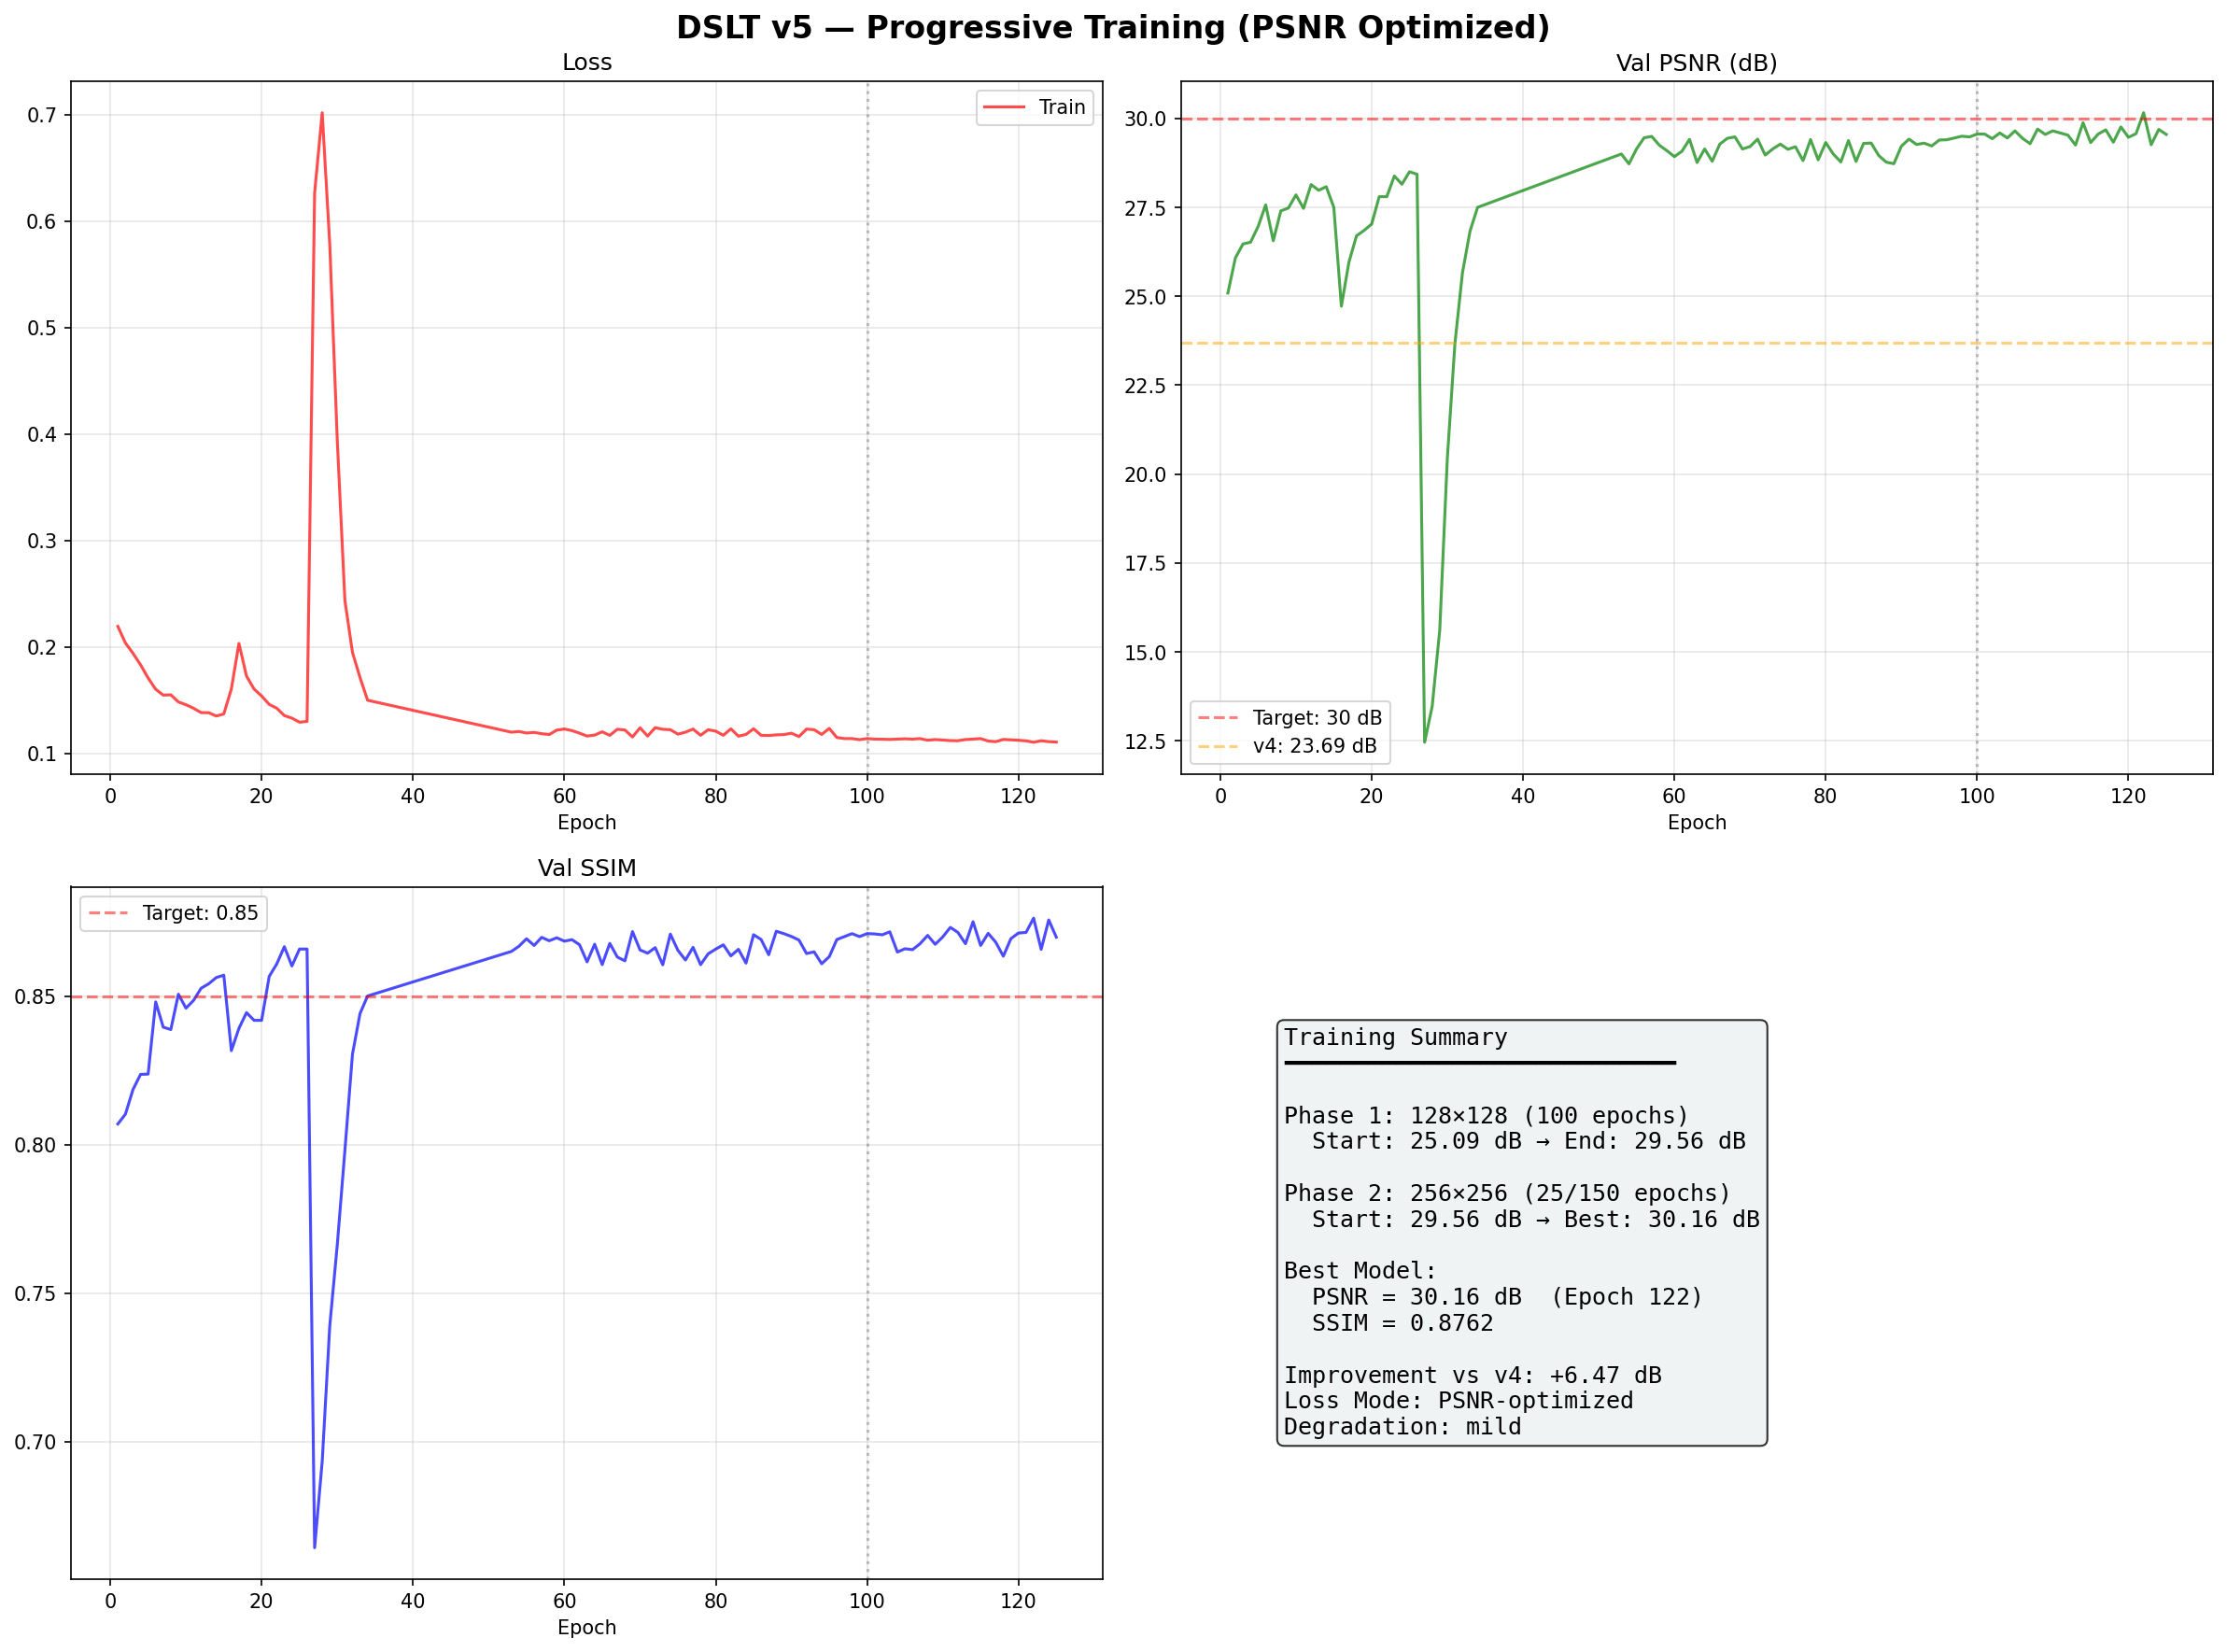 DSLT v5 — Progressive Training (PSNR Optimized)
Loss
0.7
0.6
0.5
0.4
0.3
0.2
0.1
Train
0 20 40 60 80 100 120
Epoch
Val PSNR (dB)
30.0
27.5
25.0
22.5
20.0
17.5
15.0
12.5
Target: 30 dB
v4: 23.69 dB
0 20 40 60 80 100 120
Epoch
Val SSIM
Target: 0.85
0.85
0.80
0.75
0.70
0 20 40 60 80 100 120
Epoch
Training Summary
Phase 1: 128×128 (100 epochs)
Start: 25.09 dB → End: 29.56 dB
Phase 2: 256×256 (25/150 epochs)
Start: 29.56 dB → Best: 30.16 dB
Best Model:
PSNR = 30.16 dB (Epoch 122)
SSIM = 0.8762
Improvement vs v4: +6.47 dB
Loss Mode: PSNR-optimized
Degradation: mild